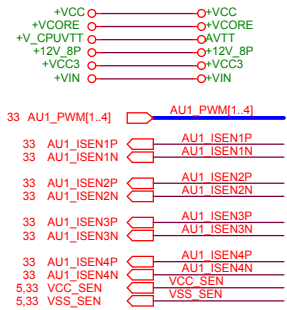 +VCC +VCC
+VCORE +VCORE
+V_CPUVTT AVTT
+12V_8P +12V_8P
+VCC3 +VCC3
+VIN +VIN
33 AU1_PWM[1..4] AU1_PWM[1..4]
33 AU1_ISEN1P AU1_ISEN1P
33 AU1_ISEN1N AU1_ISEN1N
33 AU1_ISEN2P AU1_ISEN2P
33 AU1_ISEN2N AU1_ISEN2N
33 AU1_ISEN3P AU1_ISEN3P
33 AU1_ISEN3N AU1_ISEN3N
33 AU1_ISEN4P AU1_ISEN4P
33 AU1_ISEN4N AU1_ISEN4N
5,33 VCC_SEN VCC_SEN
5,33 VSS_SEN VSS_SEN